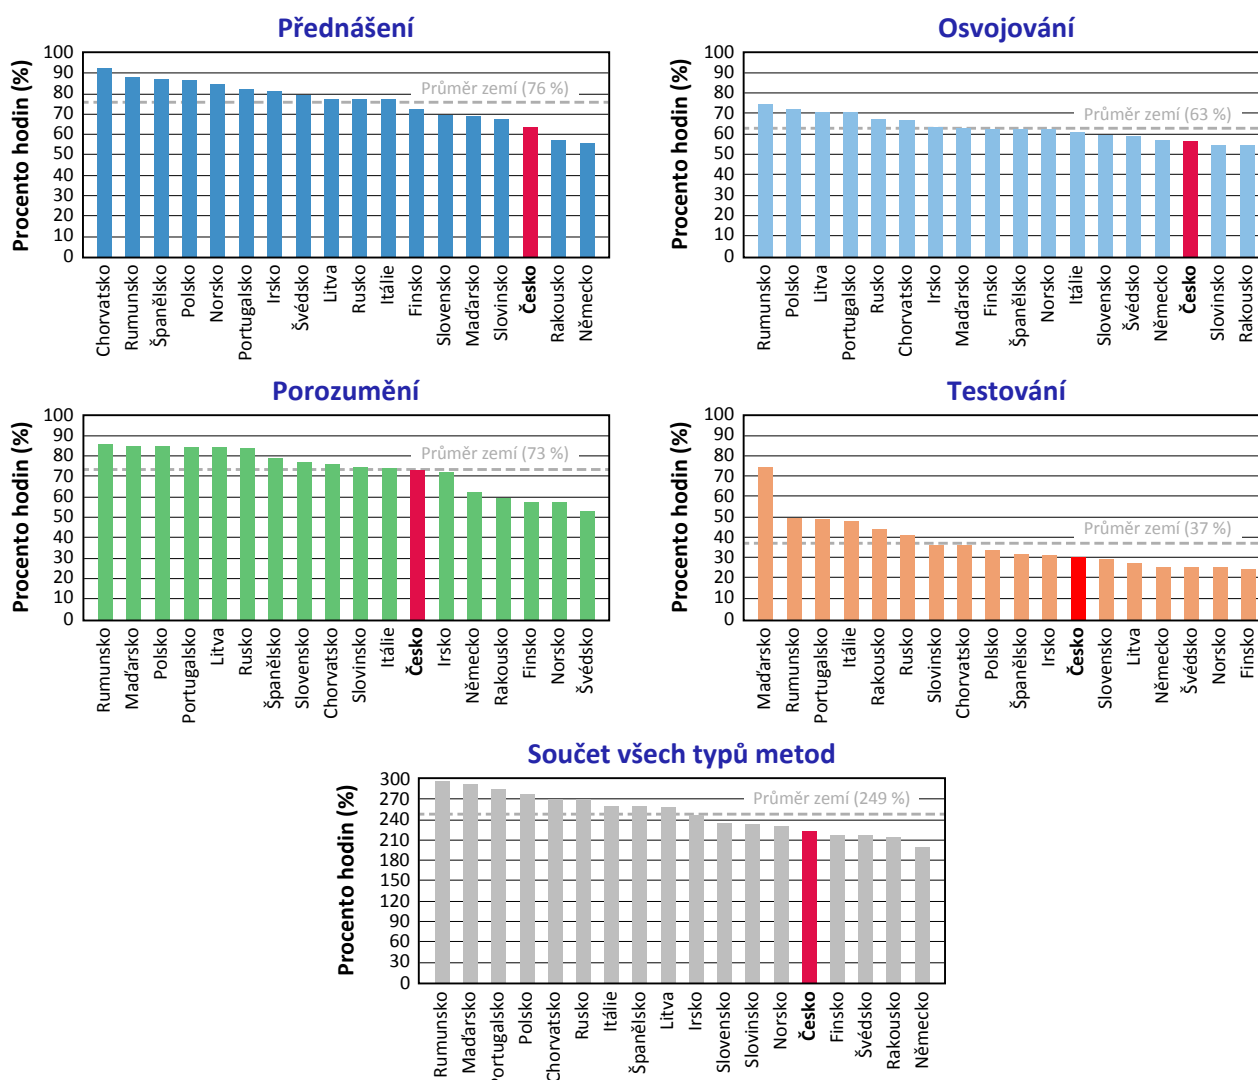 Přednášení
Procento hodin (%)
100
90
80
70
60
50
40
30
20
10
0
Průměr zemí (76 %)
Chorvatsko
Rumunsko
Španělsko
Polsko
Norsko
Portugalsko
Irsko
Švédsko
Litva
Rusko
Itálie
Finsko
Slovensko
Maďarsko
Slovinsko
Česko
Rakousko
Německo
Osvojování
Procento hodin (%)
100
90
80
70
60
50
40
30
20
10
0
Průměr zemí (63 %)
Rumunsko
Polsko
Litva
Portugalsko
Rusko
Chorvatsko
Irsko
Maďarsko
Finsko
Španělsko
Norsko
Itálie
Slovensko
Švédsko
Německo
Česko
Slovinsko
Rakousko
Porozumění
Procento hodin (%)
100
90
80
70
60
50
40
30
20
10
0
Průměr zemí (73 %)
Rumunsko
Maďarsko
Polsko
Portugalsko
Litva
Rusko
Španělsko
Slovensko
Chorvatsko
Slovinsko
Itálie
Česko
Irsko
Německo
Rakousko
Finsko
Norsko
Švédsko
Testování
Procento hodin (%)
100
90
80
70
60
50
40
30
20
10
0
Průměr zemí (37 %)
Maďarsko
Rumunsko
Portugalsko
Itálie
Rakousko
Rusko
Slovinsko
Chorvatsko
Polsko
Španělsko
Irsko
Česko
Slovensko
Litva
Německo
Švédsko
Norsko
Finsko
Součet všech typů metod
Procento hodin (%)
300
270
240
210
180
150
120
90
60
30
0
Průměr zemí (249 %)
Rumunsko
Maďarsko
Portugalsko
Polsko
Chorvatsko
Rusko
Itálie
Španělsko
Litva
Irsko
Slovensko
Slovinsko
Norsko
Česko
Finsko
Švédsko
Rakousko
Německo